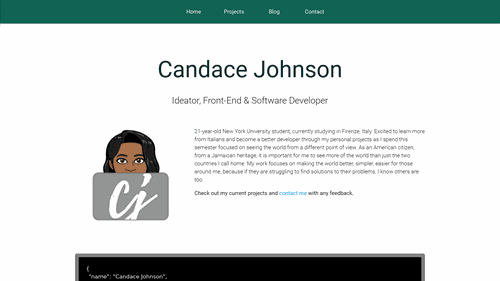 Home Projects Blog Contact
Candace Johnson
Ideator, Front-End & Software Developer
21-year-old New York University student, currently studying in Firenze, Italy. Excited to learn more
from Italians and become a better developer through my personal projects as I spend this
semester focused on seeing the world from a different point of view. As an American citizen,
from a Jamaican heritage, it is important for me to see more of the world than just the two
countries I call home. My work focuses on making the world better, simpler, easier for those
around me, because if they are struggling to find solutions to their problems, I know others are
too.
Check out my current projects and contact me with any feedback.
cj
{
"name": "Candace Johnson",